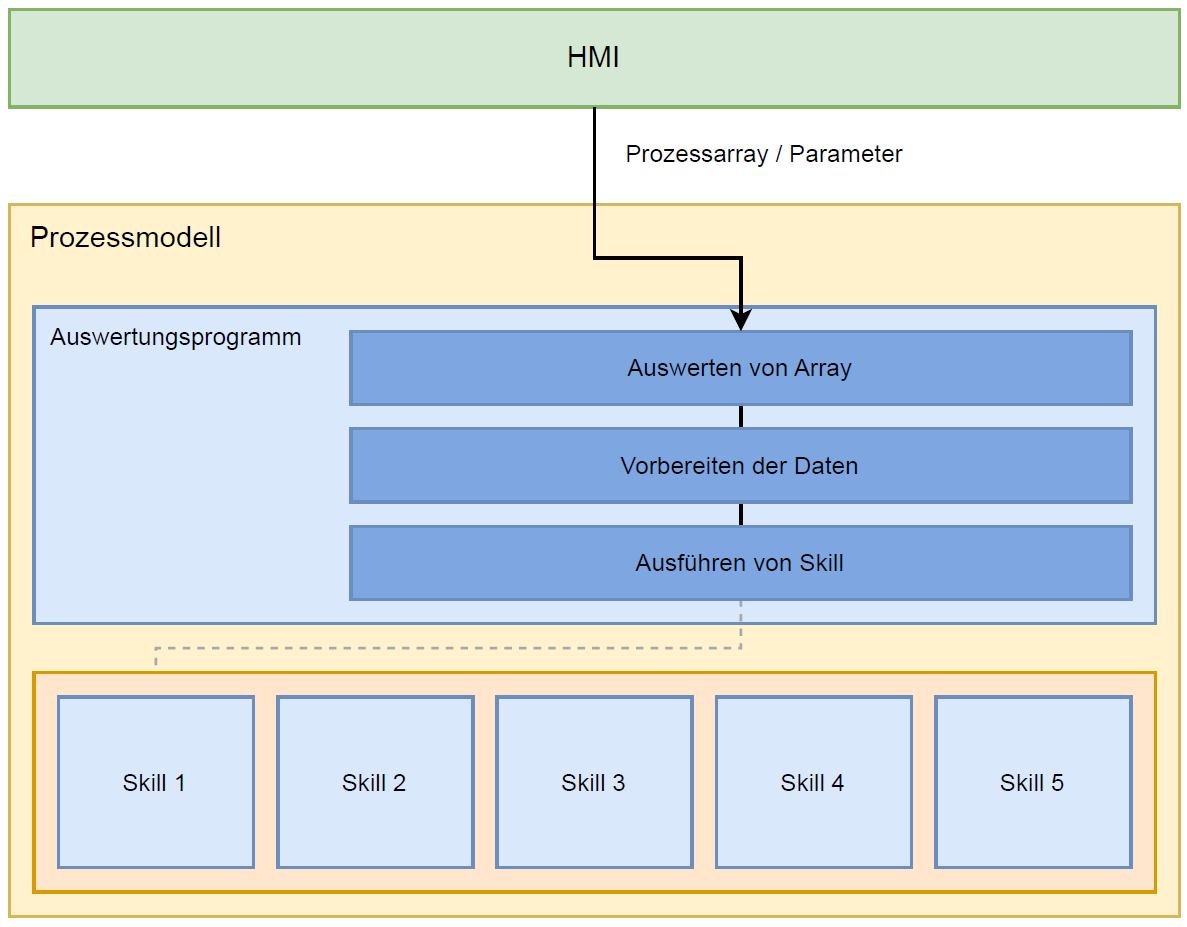 HMI
Prozessarray / Parameter
Prozessmodell
Auswertungsprogramm
Auswerten von Array
Vorbereiten der Daten
Ausführen von Skill
Skill 1
Skill 2
Skill 3
Skill 4
Skill 5